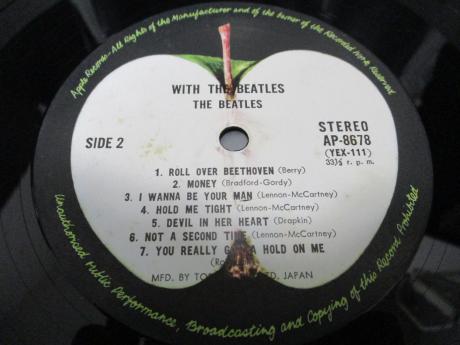 Apple Records-All Rights of the Manufacturer and of the Owner of the Recorded Work Reserved.
WITH THE BEATLES
THE BEATLES
SIDE 2
STEREO
AP-8678
(YEX-111)
33⅓ r. p. m.
1. ROLL OVER BEETHOVEN (Berry)
2. MONEY (Bradford-Gordy)
3. I WANNA BE YOUR MAN (Lennon-McCartney)
4. HOLD ME TIGHT (Lennon-McCartney)
5. DEVIL IN HER HEART (Drapkin)
6. NOT A SECOND TIME (Lennon-McCartney)
7. YOU REALLY GOTTA HOLD ON ME
MFD. BY JAPAN
Unauthorized Public Performance, Broadcasting and Copying of this Record Prohibited